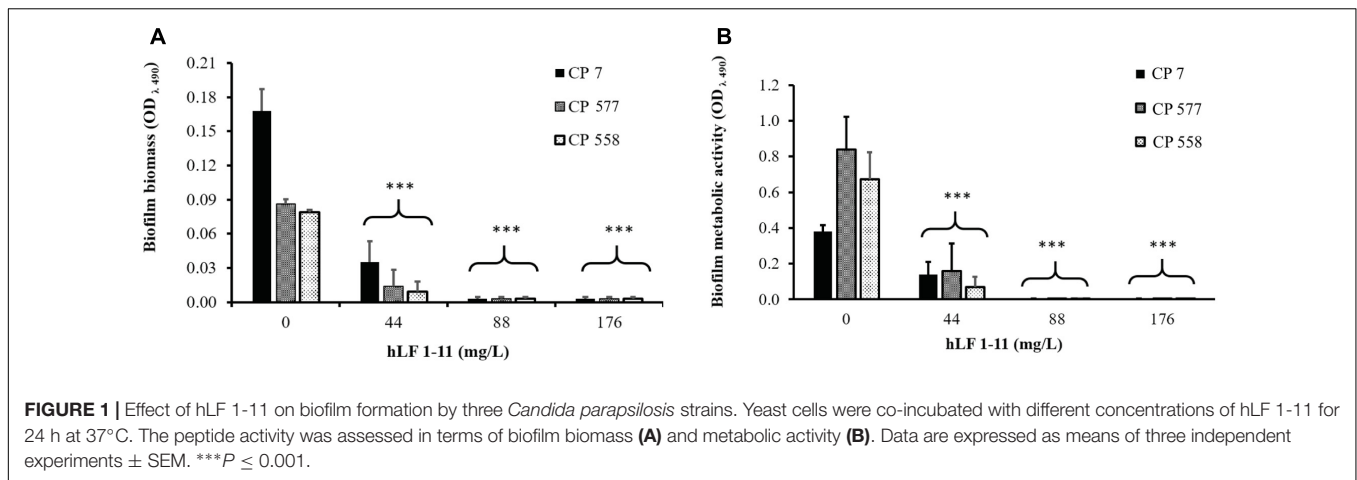 A
Biofilm biomass (OD λ 490)
0.21
0.18
0.15
0.12
0.09
0.06
0.03
0.00
CP 7
CP 577
CP 558
***
***
***
0
44
88
176
hLF 1-11 (mg/L)
B
Biofilm metabolic activity (OD λ 490)
1.2
1.0
0.8
0.6
0.4
0.2
0.0
CP 7
CP 577
CP 558
***
***
***
0
44
88
176
hLF 1-11 (mg/L)
FIGURE 1 | Effect of hLF 1-11 on biofilm formation by three Candida parapsilosis strains. Yeast cells were co-incubated with different concentrations of hLF 1-11 for
24 h at 37°C. The peptide activity was assessed in terms of biofilm biomass (A) and metabolic activity (B). Data are expressed as means of three independent
experiments ± SEM. ***P ≤ 0.001.